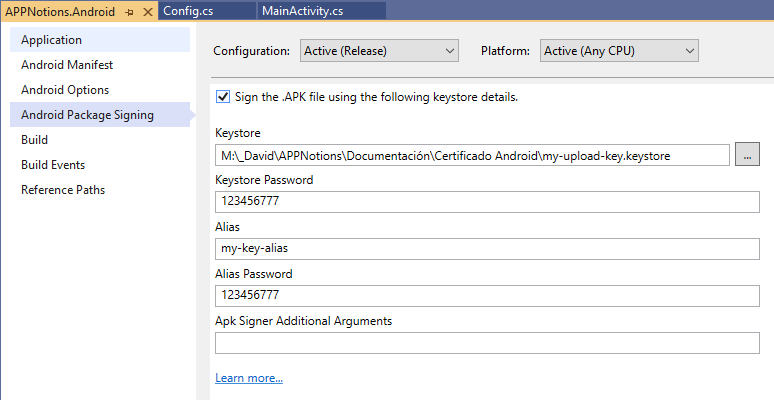 APPNotions.Android
Config.cs
MainActivity.cs
Application
Android Manifest
Android Options
Android Package Signing
Build
Build Events
Reference Paths
Configuration: Active (Release) Platform: Active (Any CPU)
Sign the .APK file using the following keystore details.
Keystore
M:\_David\APPNotions\Documentación\Certificado Android\my-upload-key.keystore ...
Keystore Password
123456777
Alias
my-key-alias
Alias Password
123456777
Apk Signer Additional Arguments
Learn more...